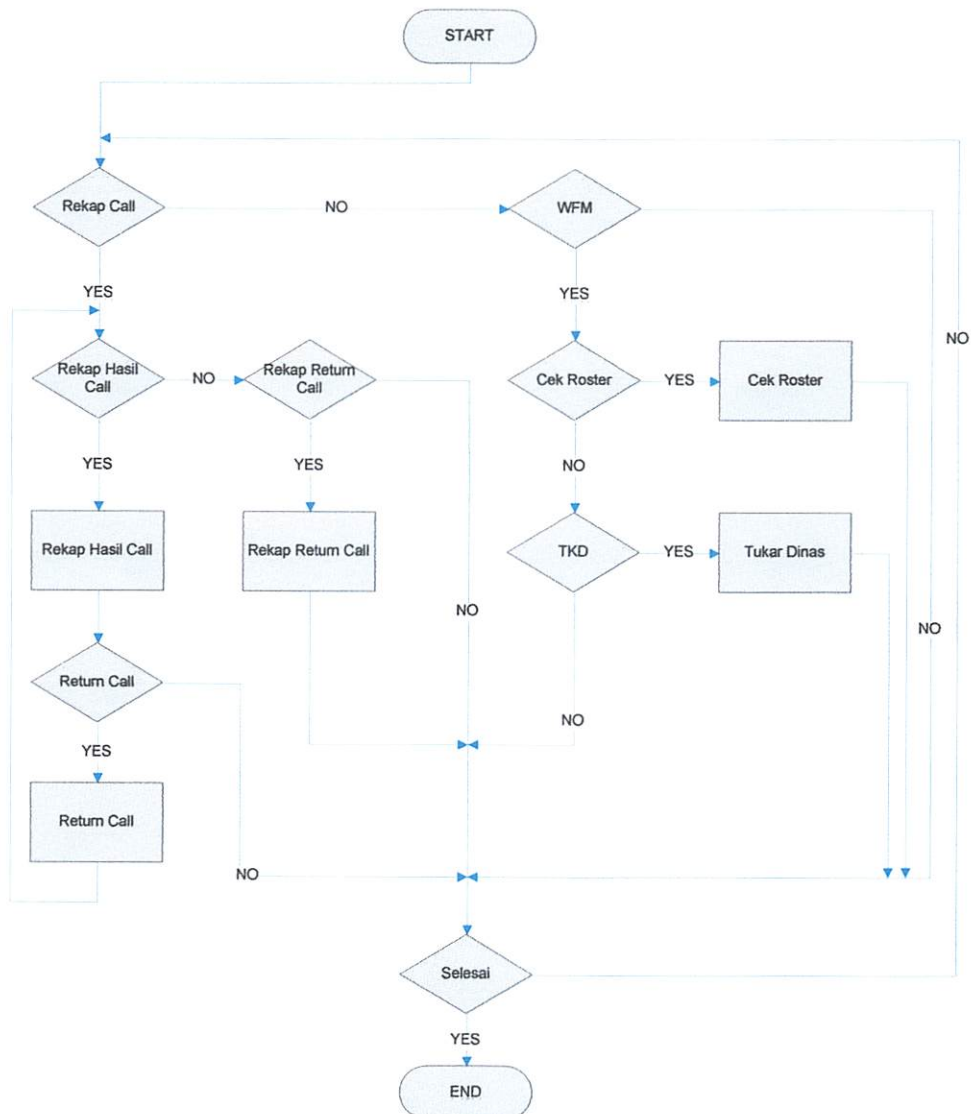 START
Rekap Call
NO
WFM
YES
YES
NO
Rekap Hasil
Call
NO
Rekap Return
Call
Cek Roster
YES
Cek Roster
YES
YES
NO
Rekap Hasil Call
Rekap Return Call
TKD
YES
Tukar Dinas
NO
NO
Return Call
NO
YES
Return Call
NO
Selesai
YES
END